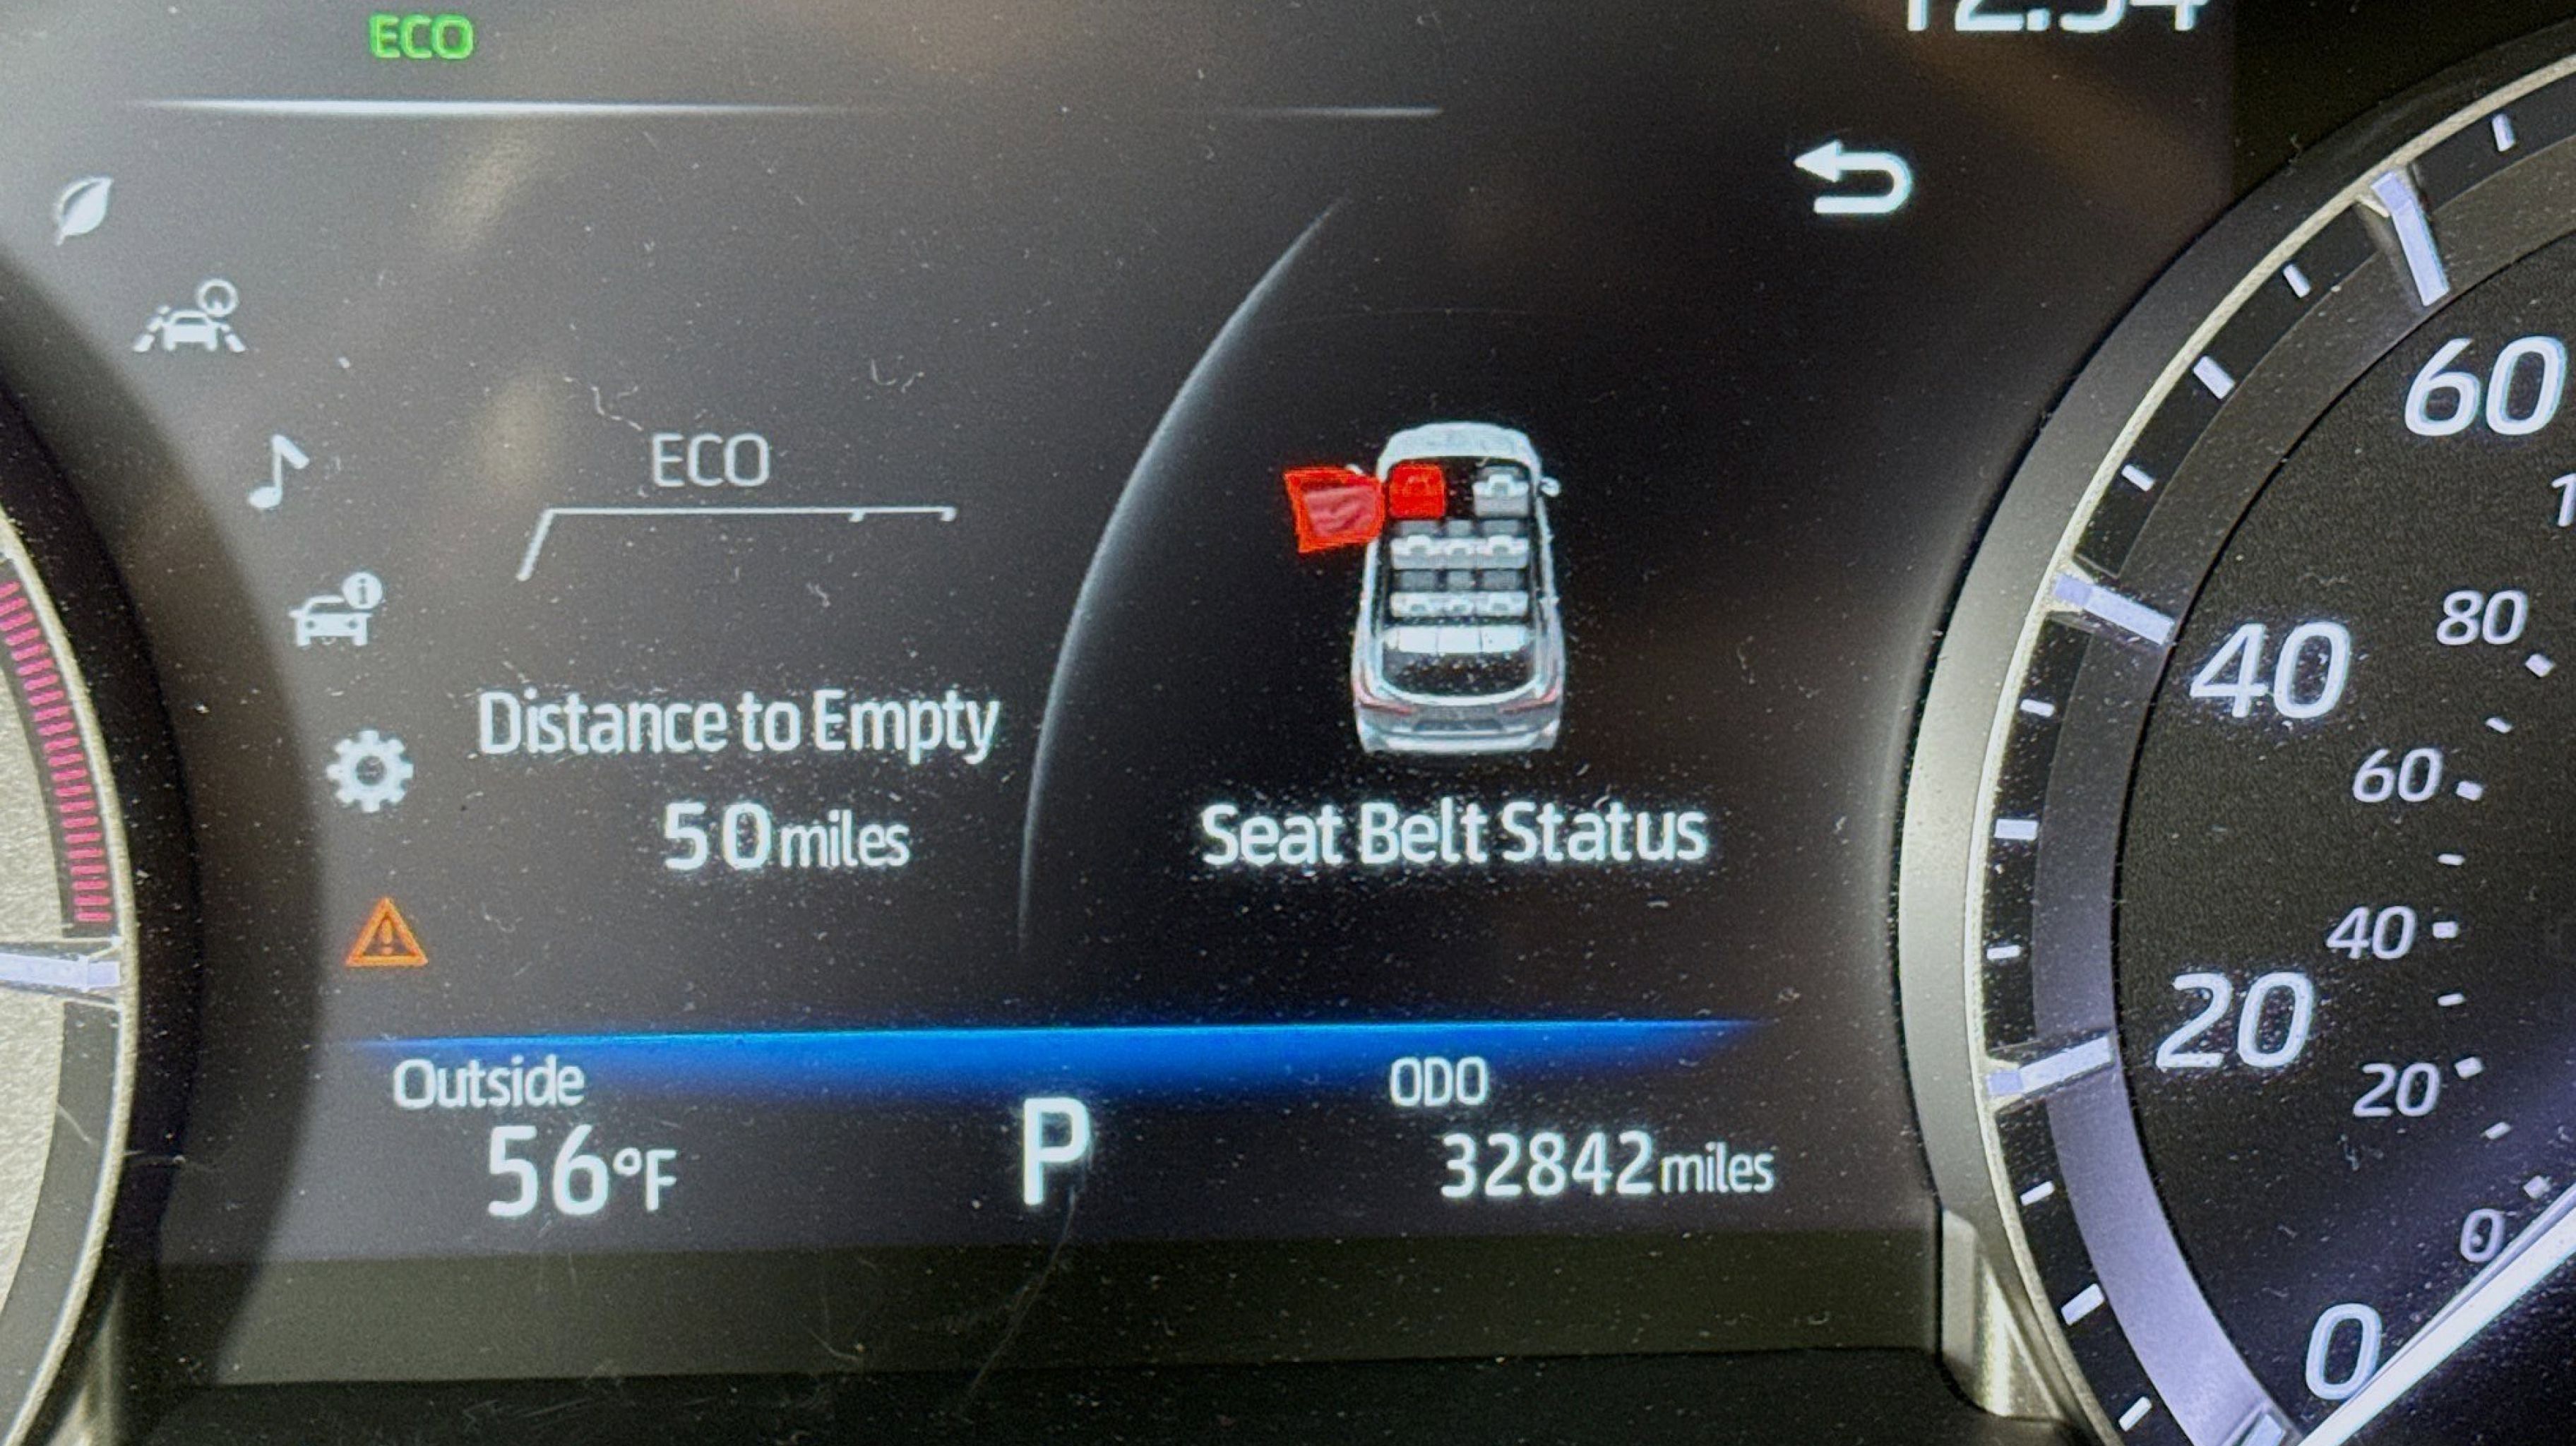 ECO
ECO
Distance to Empty
50 miles
Seat Belt Status
Outside
56°F
P
ODO
32842 miles
60
80
40
60
40
20
20
0
0